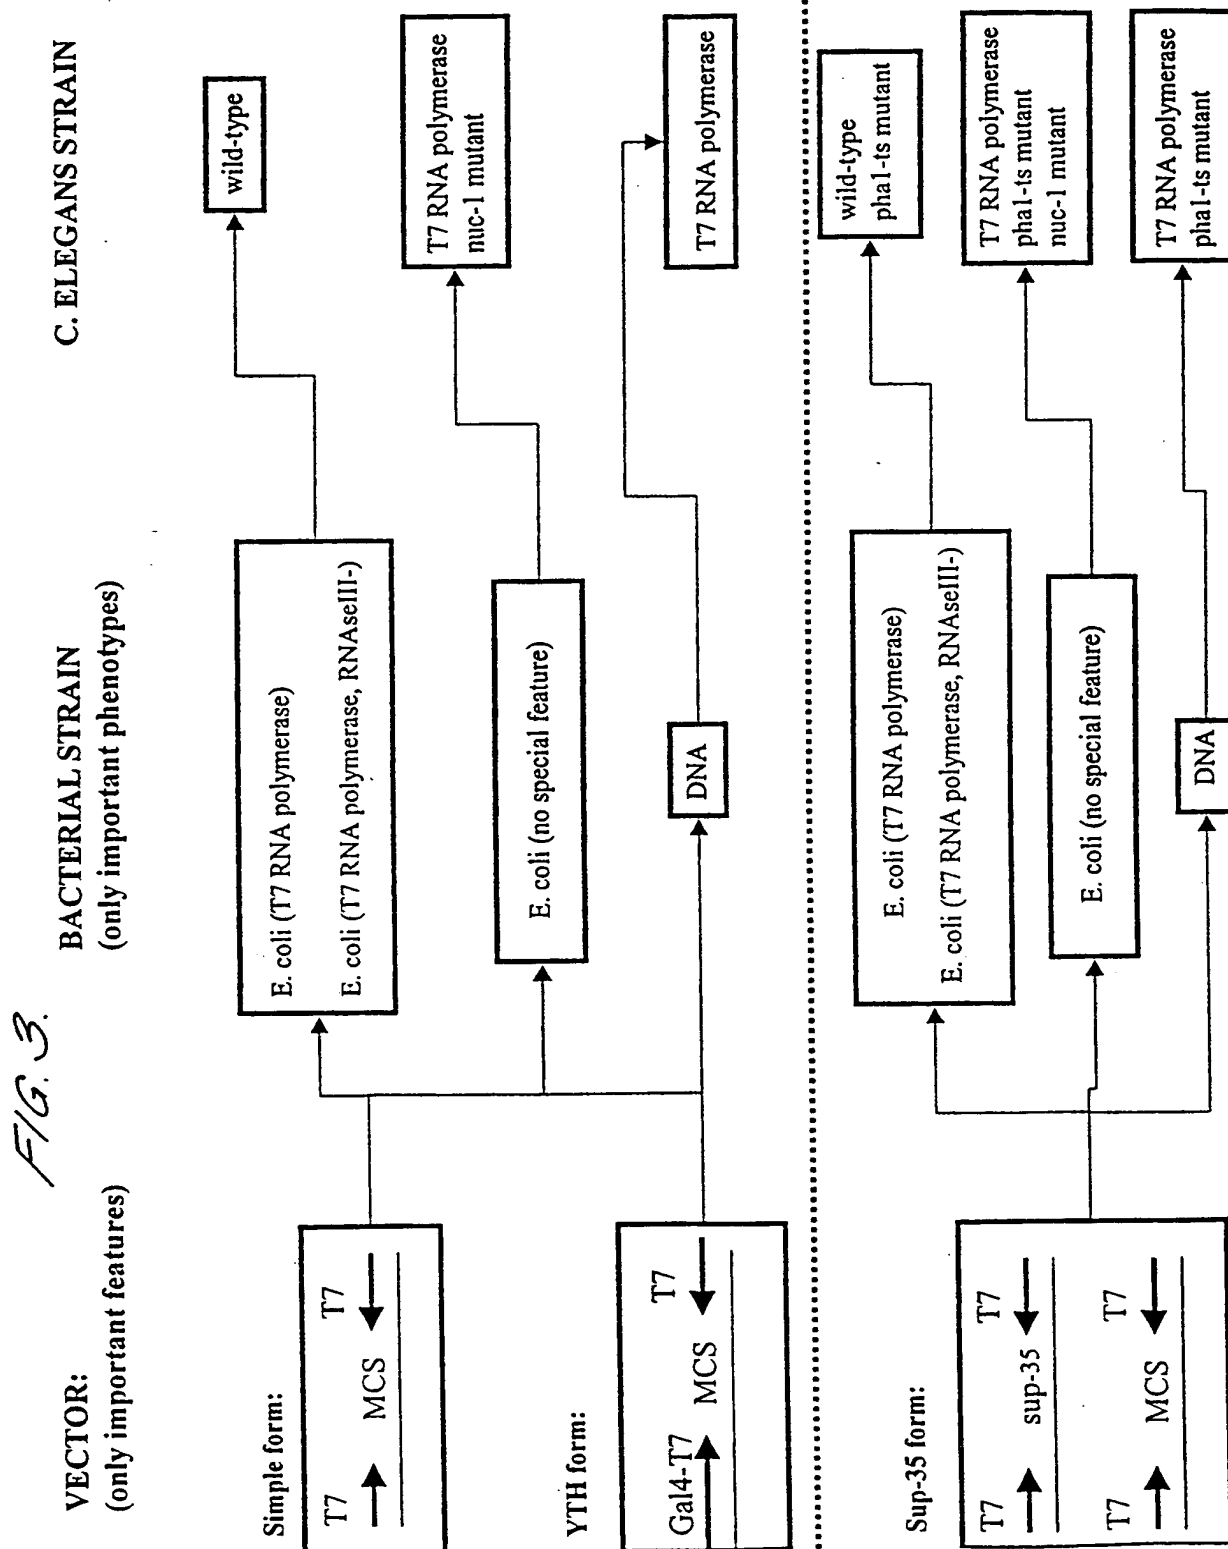 FIG. 3.
VECTOR:
(only important features)
BACTERIAL STRAIN
(only important phenotypes)
C. ELEGANS STRAIN
Simple form:
T7 T7
MCS
YTH form:
Gal4-T7 T7
MCS
E. coli (T7 RNA polymerase)
E. coli (T7 RNA polymerase, RNAseIII-)
E. coli (no special feature)
DNA
wild-type
T7 RNA polymerase
nuc-1 mutant
T7 RNA polymerase
Sup-35 form:
T7 T7
sup-35
T7 T7
MCS
E. coli (T7 RNA polymerase)
E. coli (T7 RNA polymerase, RNAseIII-)
E. coli (no special feature)
DNA
wild-type
pha1-ts mutant
T7 RNA polymerase
pha1-ts mutant
nuc-1 mutant
T7 RNA polymerase
pha1-ts mutant